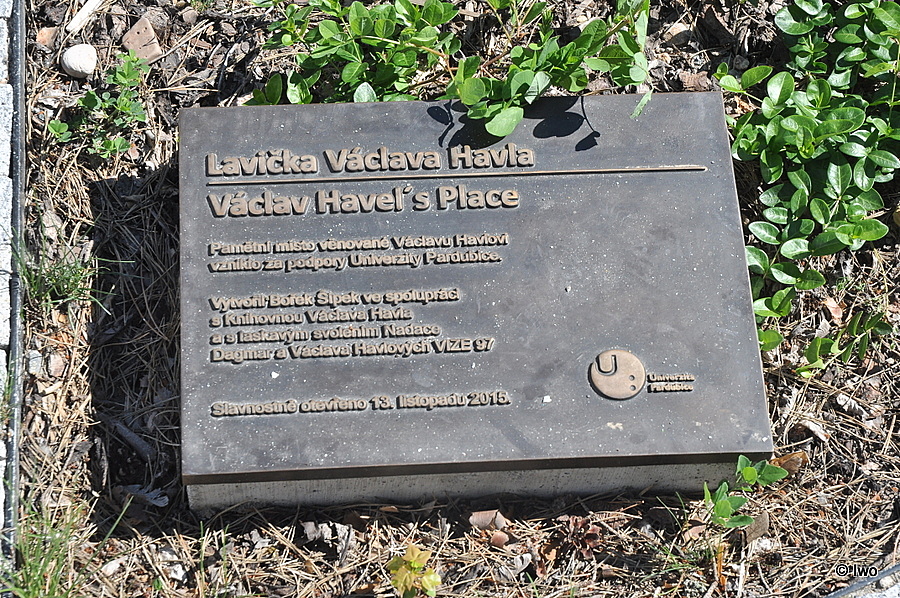 Lavička Václava Havla
Václav Havel´s Place
Pamětní místo věnované Václavu Havlovi
vzniklo za podpory Univerzity Pardubice.
Vytvořil Bořek Šípek ve spolupráci
s Knihovnou Václava Havla
a s laskavým svolením Nadace
Dagmar a Václava Havlových VIZE 97
Slavnostně otevřeno 13. listopadu 2015.
U
Univerzita
Pardubice
© Iwo